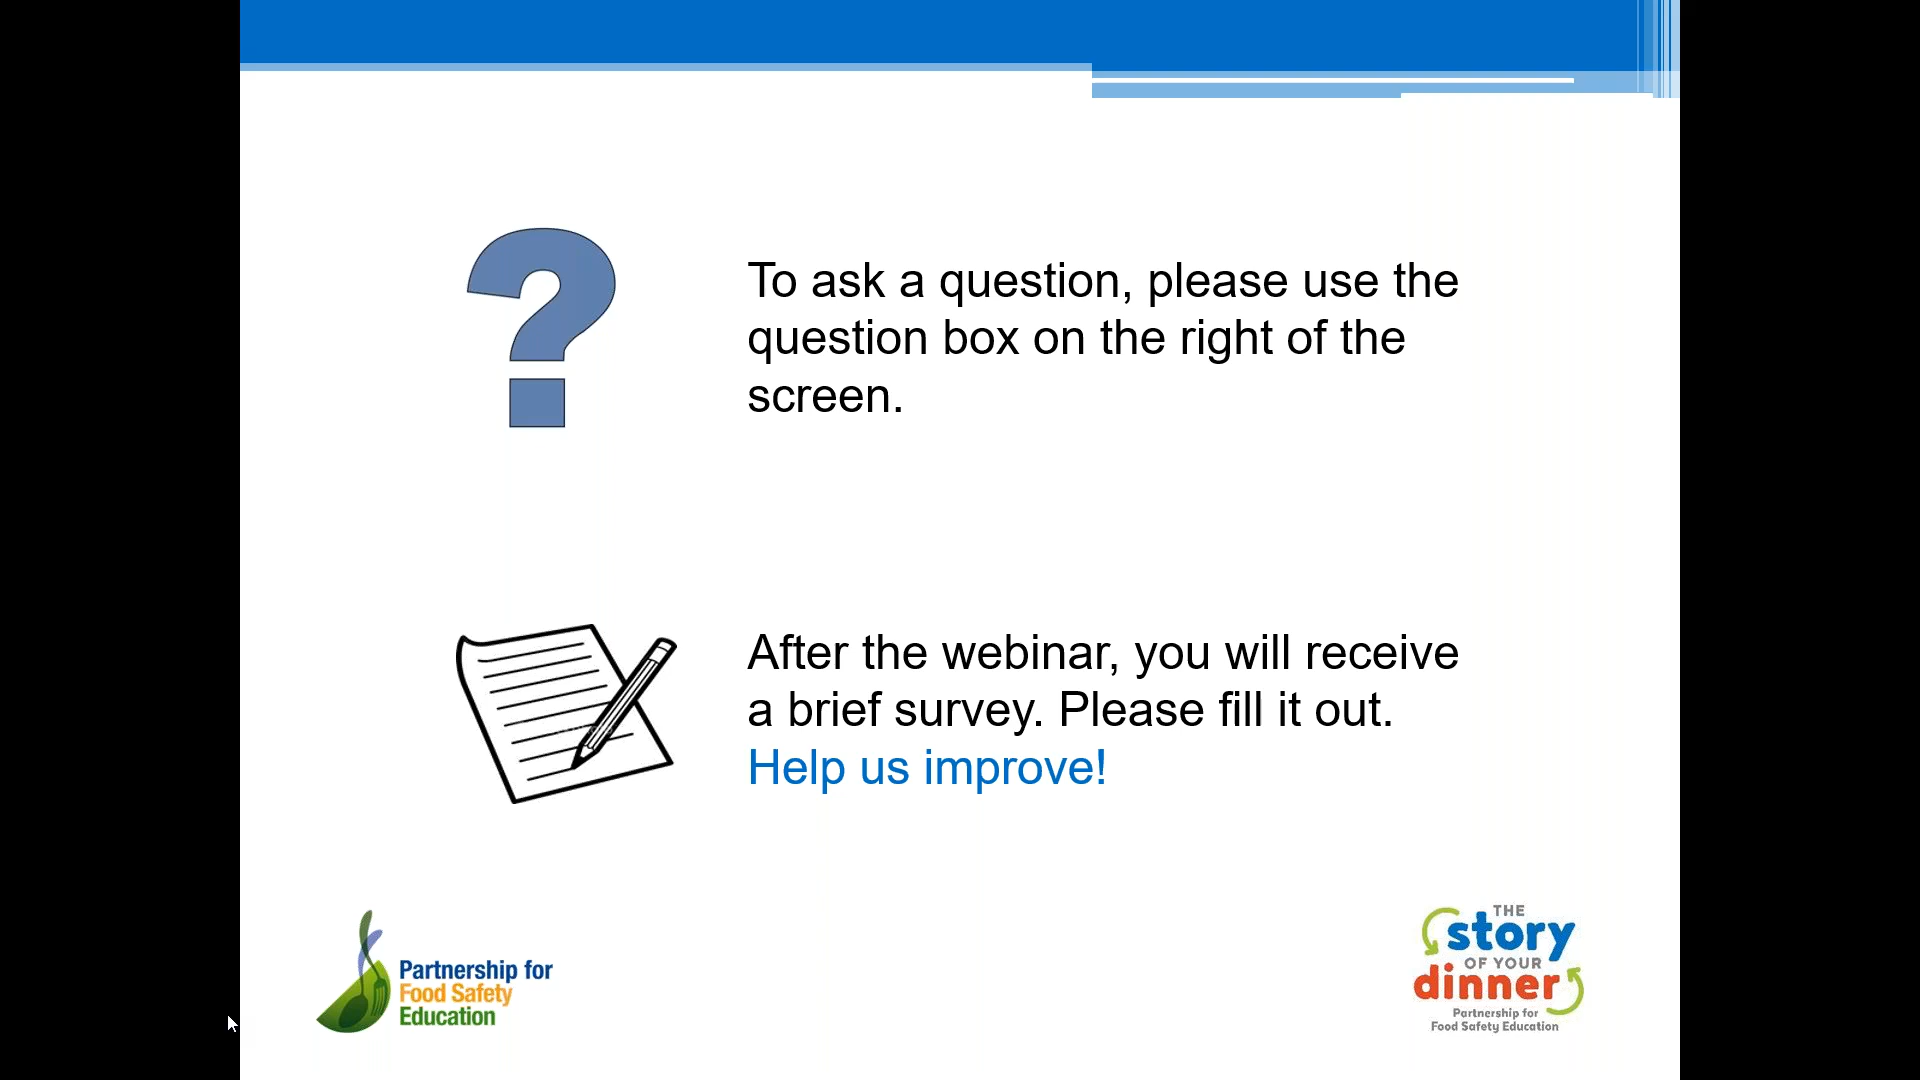 To ask a question, please use the
question box on the right of the
screen.
After the webinar, you will receive
a brief survey. Please fill it out.
Help us improve!
Partnership for
Food Safety
Education
THE
story
OF YOUR
dinner
Partnership for
Food Safety Education